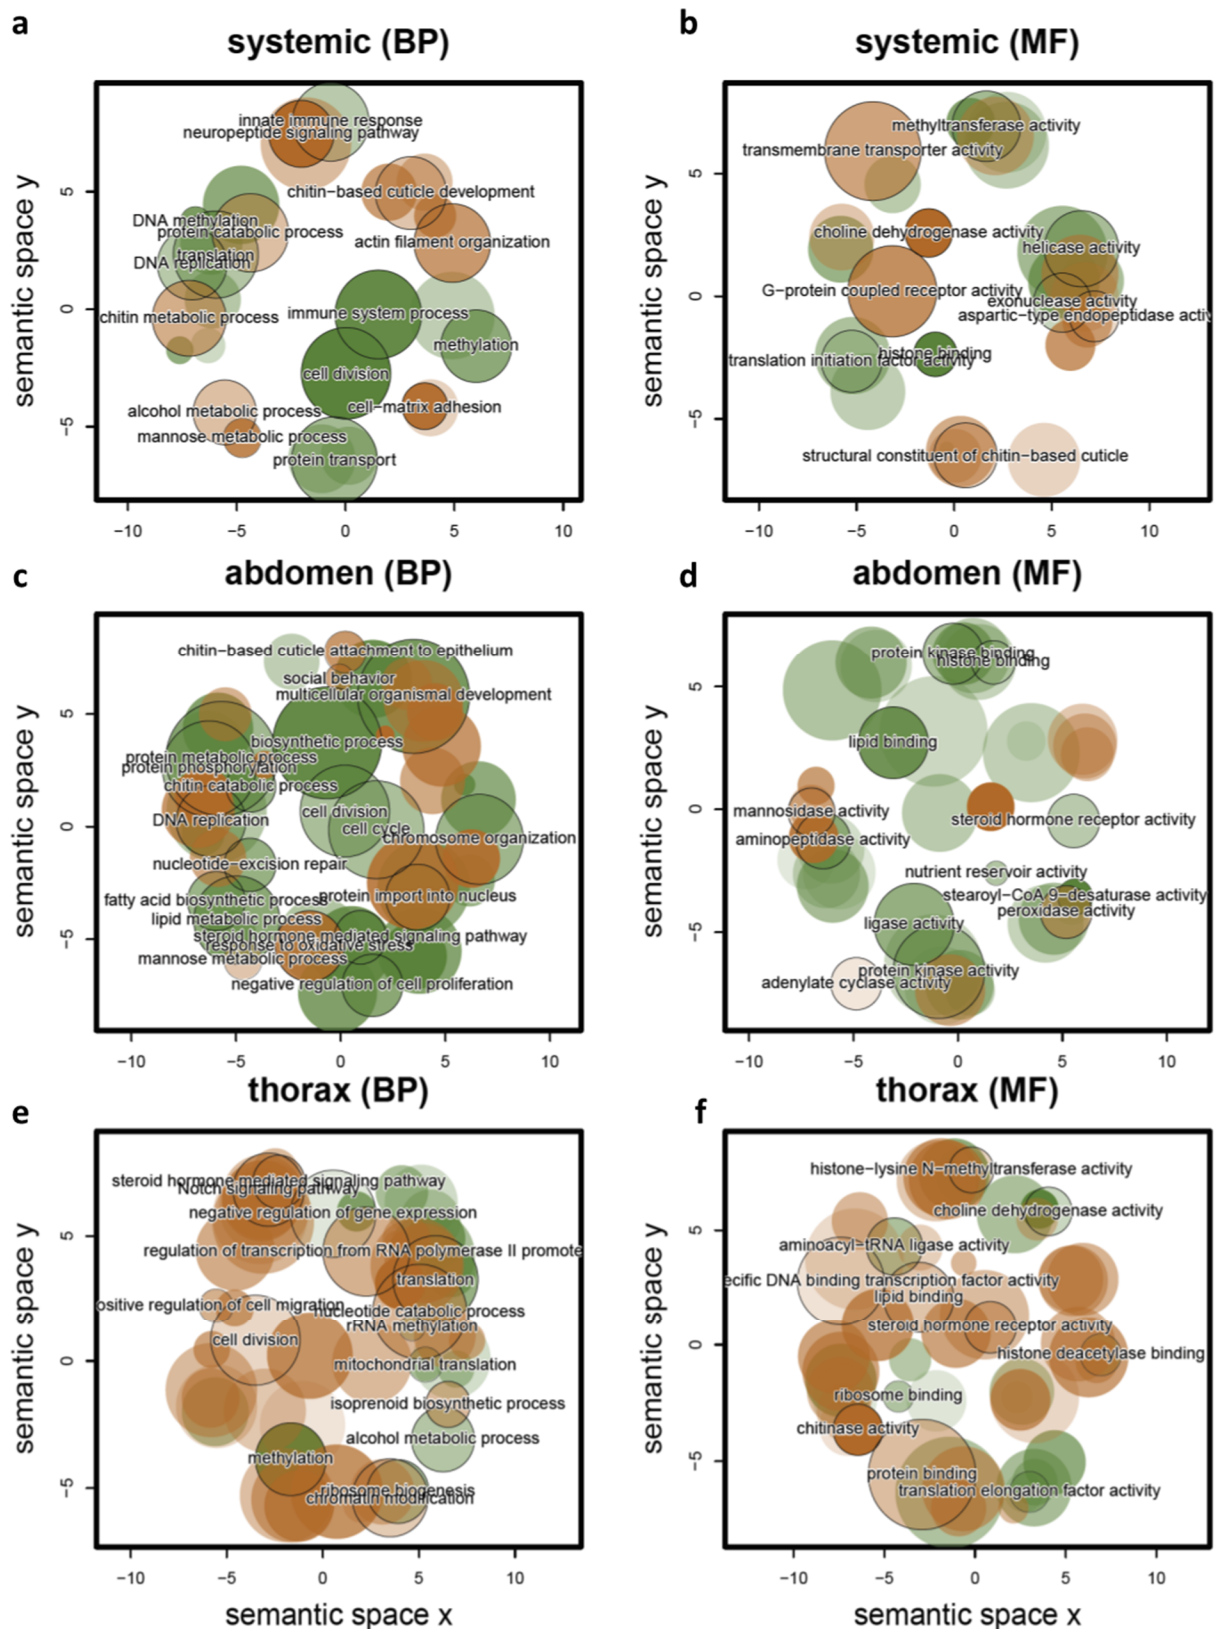 a
b
systemic (BP)
systemic (MF)
semantic space y
5
0
−5
innate immune response
neuropeptide signaling pathway
chitin−based cuticle development
DNA methylation
protein catabolic process
actin filament organization
translation
DNA replication
chitin metabolic process
immune system process
methylation
cell division
alcohol metabolic process
cell−matrix adhesion
mannose metabolic process
protein transport
−10
−5
0
5
10
semantic space y
5
0
−5
methyltransferase activity
transmembrane transporter activity
choline dehydrogenase activity
helicase activity
G−protein coupled receptor activity
exonuclease activity
aspartic−type endopeptidase activ
histone binding
translation initiation factor activity
structural constituent of chitin−based cuticle
−10
−5
0
5
10
c
d
abdomen (BP)
abdomen (MF)
semantic space y
5
0
−5
chitin−based cuticle attachment to epithelium
social behavior
multicellular organismal development
biosynthetic process
protein metabolic process
protein phosphorylation
chitin catabolic process
cell division
DNA replication
cell cycle
chromosome organization
nucleotide−excision repair
fatty acid biosynthetic process
protein import into nucleus
lipid metabolic process
steroid hormone mediated signaling pathway
response to oxidative stress
mannose metabolic process
negative regulation of cell proliferation
−10
−5
0
5
10
semantic space y
5
0
−5
protein kinase binding
histone binding
lipid binding
mannosidase activity
steroid hormone receptor activity
aminopeptidase activity
nutrient reservoir activity
stearoyl−CoA 9−desaturase activity
peroxidase activity
ligase activity
protein kinase activity
adenylate cyclase activity
−10
−5
0
5
10
e
f
thorax (BP)
thorax (MF)
semantic space y
5
0
−5
steroid hormone mediated signaling pathway
Notch signaling pathway
negative regulation of gene expression
regulation of transcription from RNA polymerase II promote
translation
ositive regulation of cell migration
nucleotide catabolic process
rRNA methylation
cell division
mitochondrial translation
isoprenoid biosynthetic process
alcohol metabolic process
methylation
ribosome biogenesis
chromatin modification
−10
−5
0
5
10
semantic space x
semantic space y
5
0
−5
histone−lysine N−methyltransferase activity
choline dehydrogenase activity
aminoacyl−tRNA ligase activity
ecific DNA binding transcription factor activity
lipid binding
steroid hormone receptor activity
histone deacetylase binding
ribosome binding
chitinase activity
protein binding
translation elongation factor activity
−10
−5
0
5
10
semantic space x